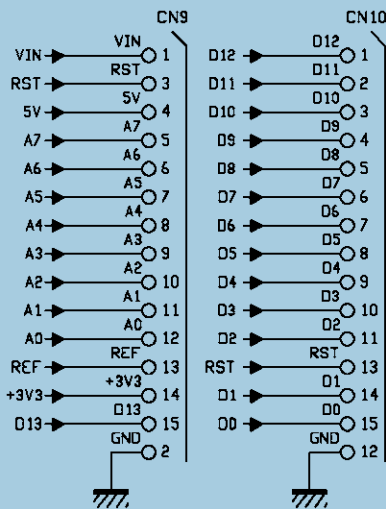 CN9 CN10
VIN VIN 1 D12 D12 1
RST RST 3 D11 D11 2
5V 5V 4 D10 D10 3
A7 A7 5 D9 D9 4
A6 A6 6 D8 D8 5
A5 A5 7 D7 D7 6
A4 A4 8 D6 D6 7
A3 A3 9 D5 D5 8
A2 A2 10 D4 D4 9
A1 A1 11 D3 D3 10
A0 A0 12 D2 D2 11
REF REF 13 RST RST 13
+3V3 +3V3 14 D1 D1 14
D13 D13 15 D0 D0 15
GND 2 GND 12